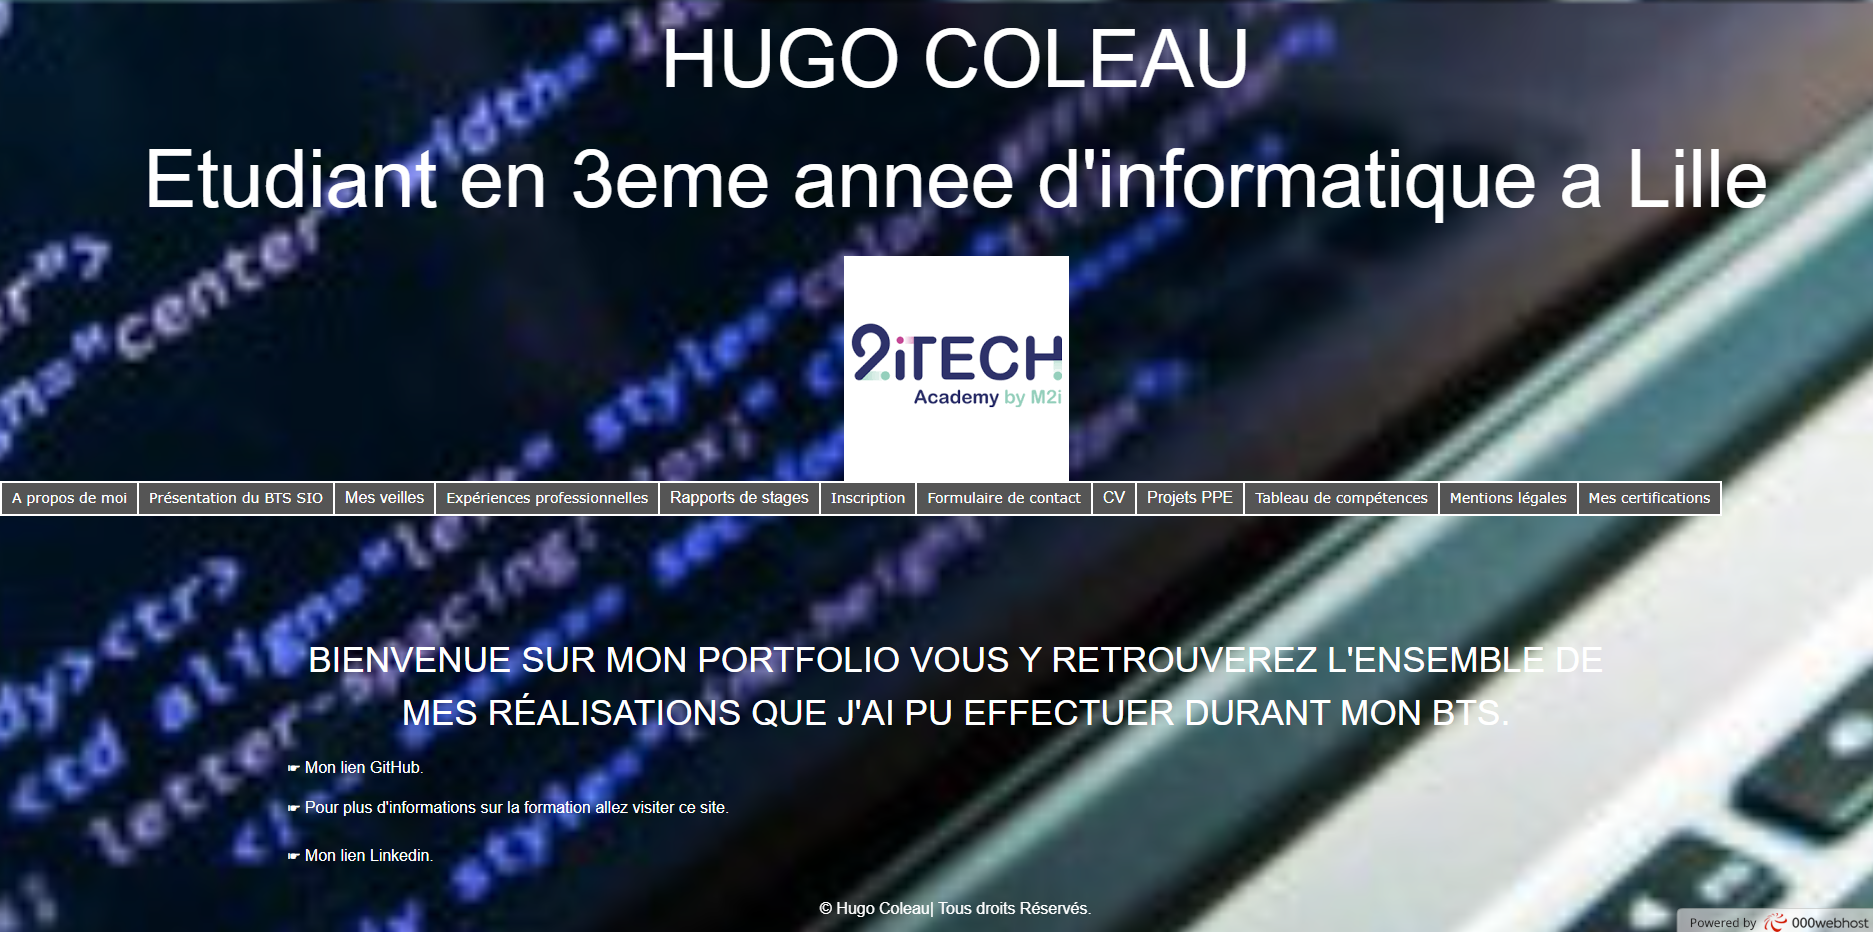 HUGO COLEAU
Etudiant en 3eme annee d'informatique a Lille
2iTECH
Academy by M2i
A propos de moi
Présentation du BTS SIO
Mes veilles
Expériences professionnelles
Rapports de stages
Inscription
Formulaire de contact
CV
Projets PPE
Tableau de compétences
Mentions légales
Mes certifications
BIENVENUE SUR MON PORTFOLIO VOUS Y RETROUVEREZ L'ENSEMBLE DE
MES RÉALISATIONS QUE J'AI PU EFFECTUER DURANT MON BTS.
☛ Mon lien GitHub.
☛ Pour plus d'informations sur la formation allez visiter ce site.
☛ Mon lien Linkedin.
© Hugo Coleau| Tous droits Réservés.
Powered by 000webhost